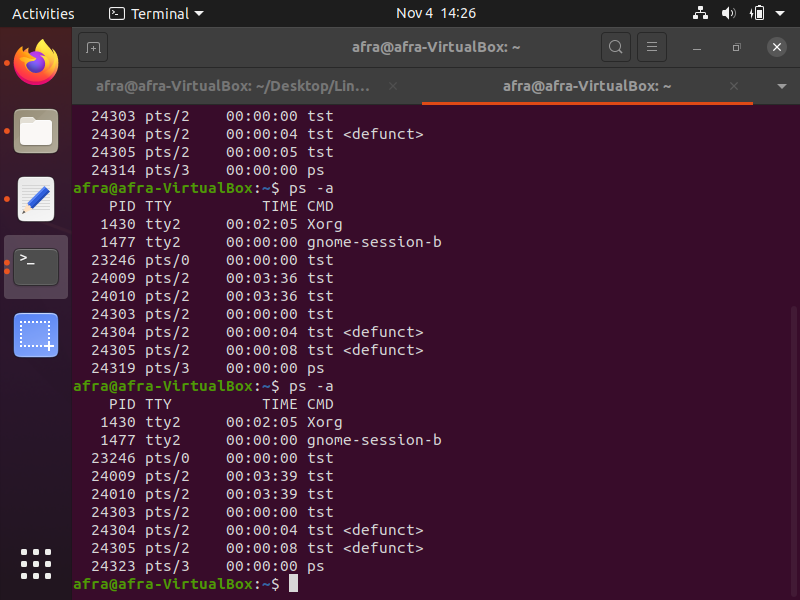 Activities Terminal Nov 4 14:26
afra@afra-VirtualBox: ~
afra@afra-VirtualBox: ~/Desktop/Lin... afra@afra-VirtualBox: ~
24303 pts/2 00:00:00 tst
24304 pts/2 00:00:04 tst <defunct>
24305 pts/2 00:00:05 tst
24314 pts/3 00:00:00 ps
afra@afra-VirtualBox:~$ ps -a
PID TTY TIME CMD
1430 tty2 00:02:05 Xorg
1477 tty2 00:00:00 gnome-session-b
23246 pts/0 00:00:00 tst
24009 pts/2 00:03:36 tst
24010 pts/2 00:03:36 tst
24303 pts/2 00:00:00 tst
24304 pts/2 00:00:04 tst <defunct>
24305 pts/2 00:00:08 tst <defunct>
24319 pts/3 00:00:00 ps
afra@afra-VirtualBox:~$ ps -a
PID TTY TIME CMD
1430 tty2 00:02:05 Xorg
1477 tty2 00:00:00 gnome-session-b
23246 pts/0 00:00:00 tst
24009 pts/2 00:03:39 tst
24010 pts/2 00:03:39 tst
24303 pts/2 00:00:00 tst
24304 pts/2 00:00:04 tst <defunct>
24305 pts/2 00:00:08 tst <defunct>
24323 pts/3 00:00:00 ps
afra@afra-VirtualBox:~$